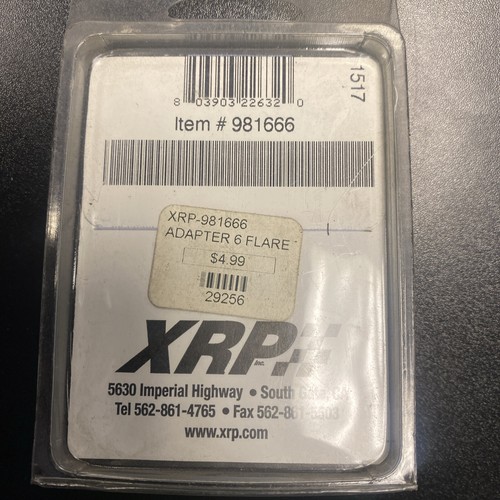 1517
8 03903 22632 0
Item # 981666
XRP-981666
ADAPTER 6 FLARE
$4.99
29256
XRP INC.
5630 Imperial Highway • South Gate, CA
Tel 562-861-4765 • Fax 562-861-5503
www.xrp.com